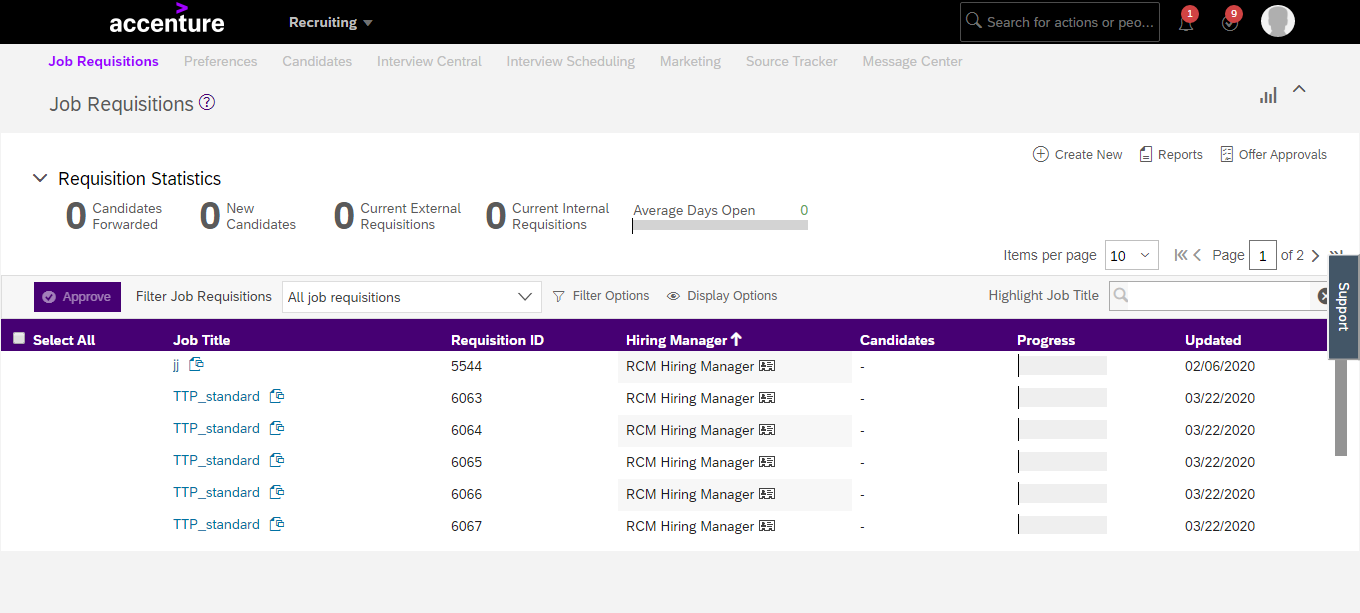 accenture
Recruiting
Search for actions or peo...
1
9
Job Requisitions Preferences Candidates Interview Central Interview Scheduling Marketing Source Tracker Message Center
Job Requisitions ?
Create New Reports Offer Approvals
Requisition Statistics
0 Candidates Forwarded
0 New Candidates
0 Current External Requisitions
0 Current Internal Requisitions
Average Days Open 0
Items per page 10 Page 1 of 2
Approve Filter Job Requisitions All job requisitions Filter Options Display Options Highlight Job Title
Support
Select All Job Title Requisition ID Hiring Manager Candidates Progress Updated
jj 5544 RCM Hiring Manager - 02/06/2020
TTP_standard 6063 RCM Hiring Manager - 03/22/2020
TTP_standard 6064 RCM Hiring Manager - 03/22/2020
TTP_standard 6065 RCM Hiring Manager - 03/22/2020
TTP_standard 6066 RCM Hiring Manager - 03/22/2020
TTP_standard 6067 RCM Hiring Manager - 03/22/2020